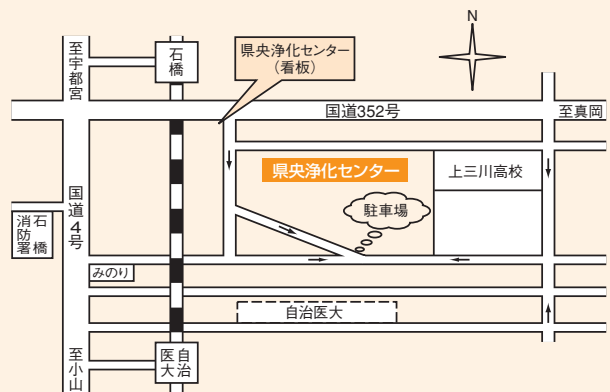 N
至宇都宮
石橋
県央浄化センター
(看板)
国道352号
至真岡
県央浄化センター
上三川高校
駐車場
国道4号
石橋
消防署
みのり
自治医大
至小山
自治
医大